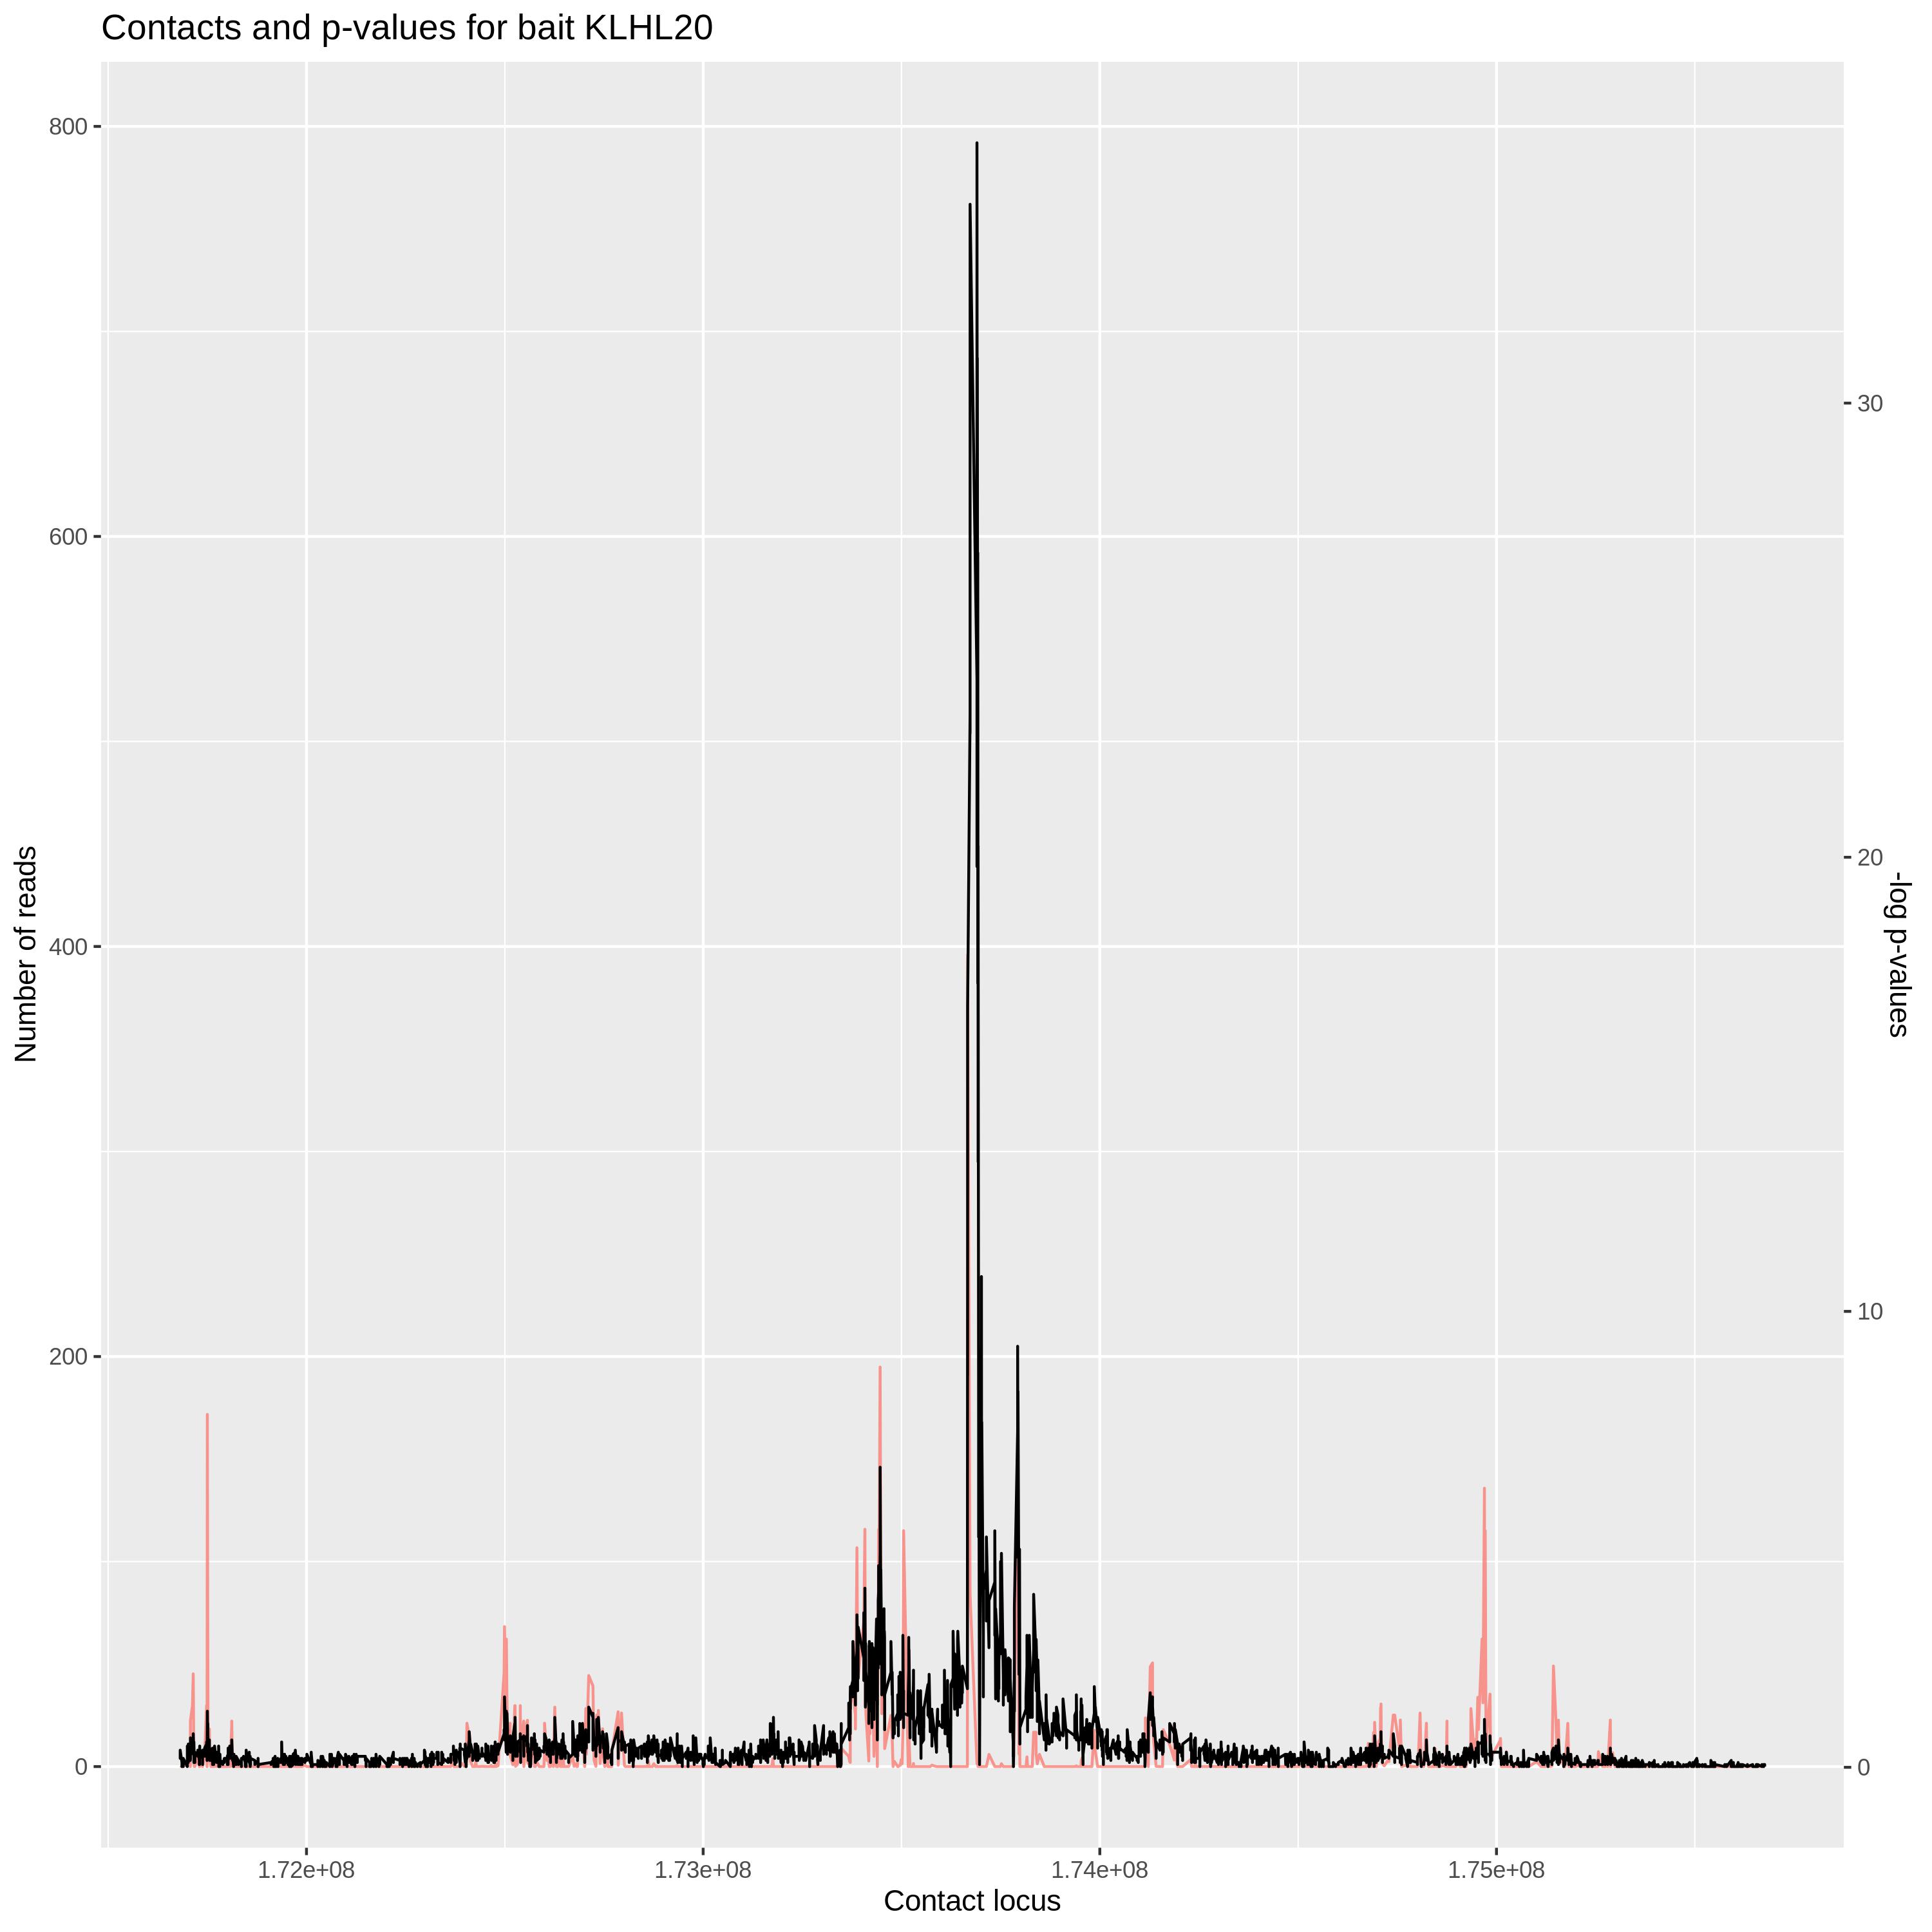 Contacts and p-values for bait KLHL20
800
600
400
200
0
Number of reads
30
20
10
0
-log p-values
1.72e+08
1.73e+08
1.74e+08
1.75e+08
Contact locus